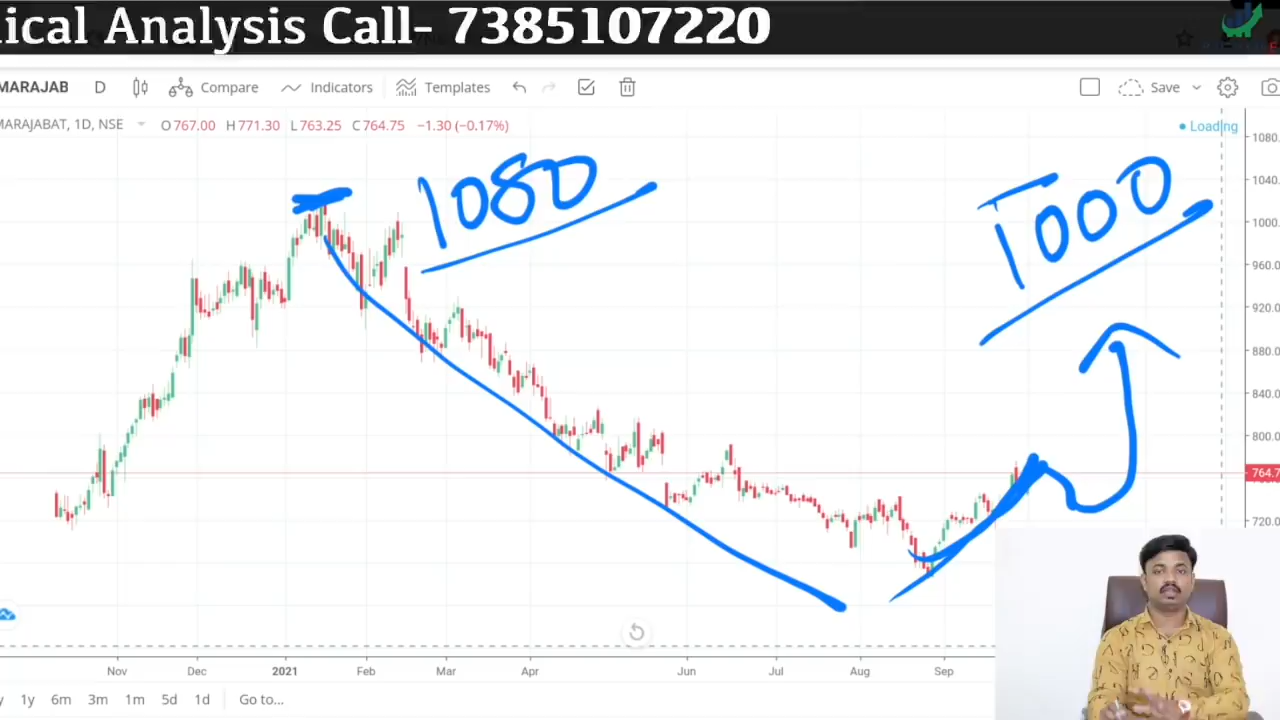 ical Analysis Call- 7385107220
MARAJAB D Compare Indicators Templates Save
MARAJABAT, 1D, NSE O767.00 H771.30 L763.25 C764.75 −1.30 (−0.17%)
Loading
1080
1000
1080.
1040.
1000.
960.0
920.0
880.0
840.0
800.0
764.7
720.0
Nov Dec 2021 Feb Mar Apr Jun Jul Aug Sep
y 1y 6m 3m 1m 5d 1d Go to...